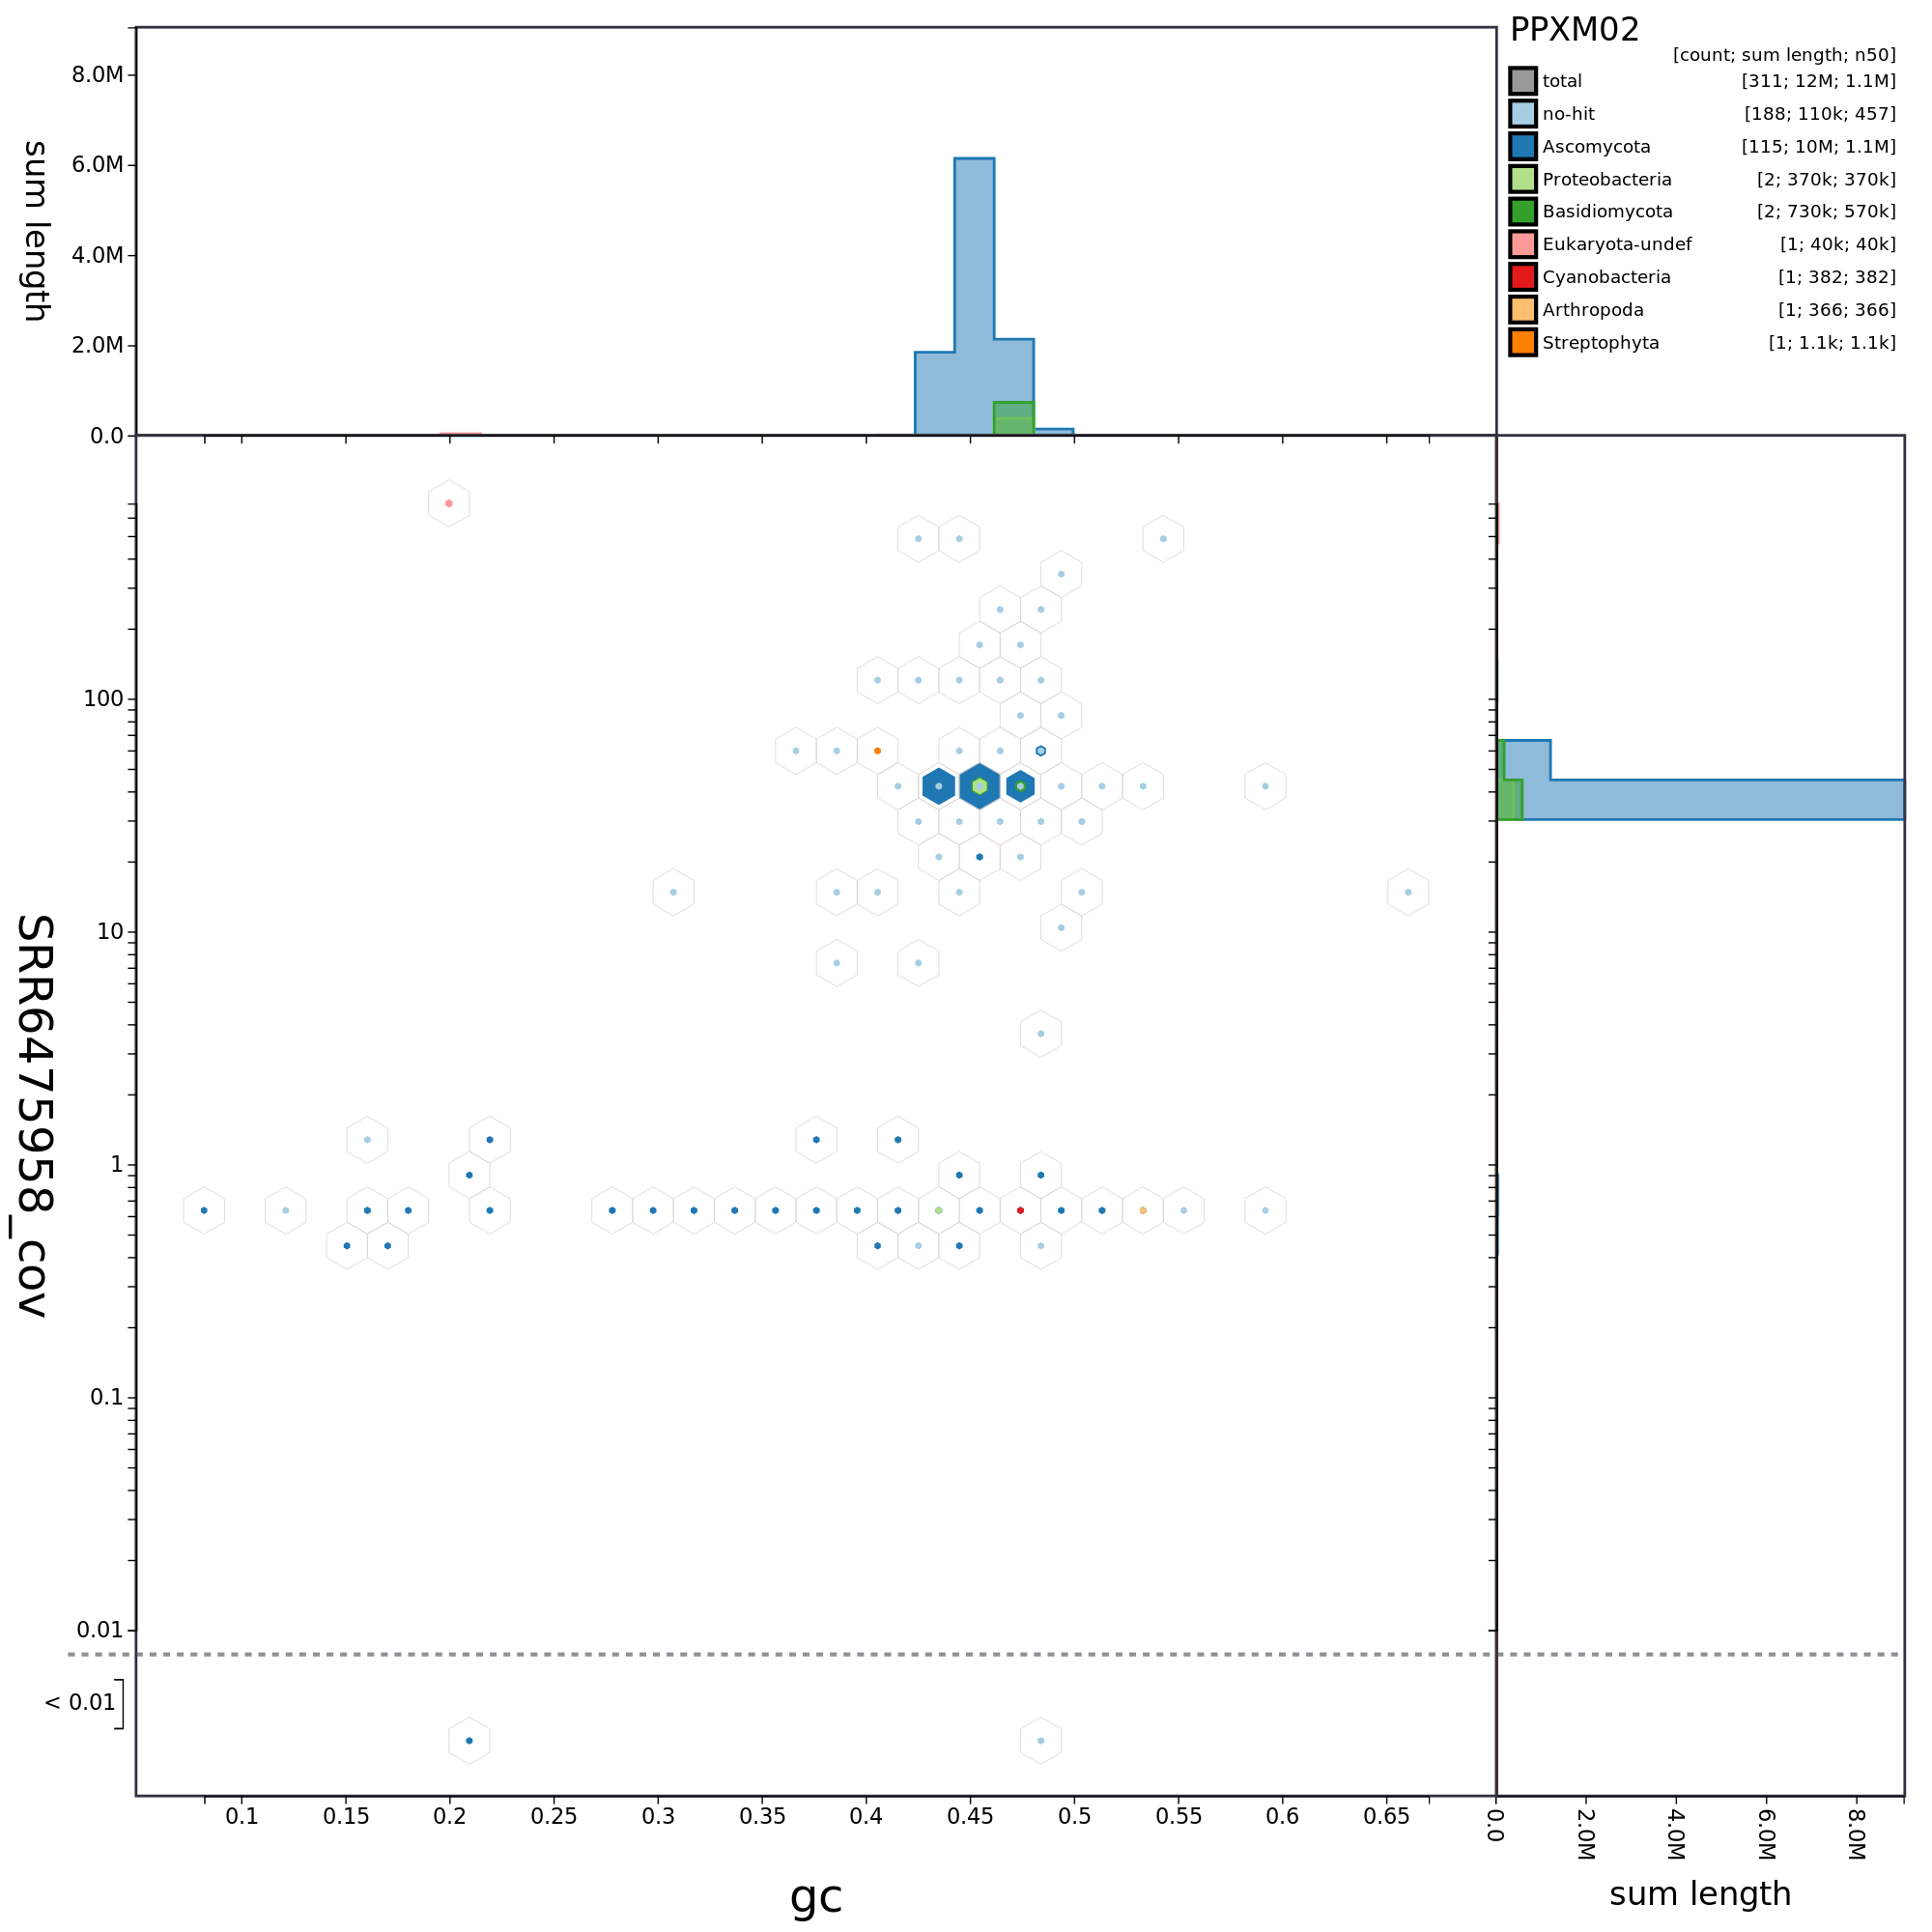 PPXM02
[count; sum length; n50]
total [311; 12M; 1.1M]
no-hit [188; 110k; 457]
Ascomycota [115; 10M; 1.1M]
Proteobacteria [2; 370k; 370k]
Basidiomycota [2; 730k; 570k]
Eukaryota-undef [1; 40k; 40k]
Cyanobacteria [1; 382; 382]
Arthropoda [1; 366; 366]
Streptophyta [1; 1.1k; 1.1k]
sum length
8.0M
6.0M
4.0M
2.0M
0.0
SRR6475958_cov
100
10
1
0.1
0.01
< 0.01
0.1 0.15 0.2 0.25 0.3 0.35 0.4 0.45 0.5 0.55 0.6 0.65
gc
0.0 2.0M 4.0M 6.0M 8.0M
sum length